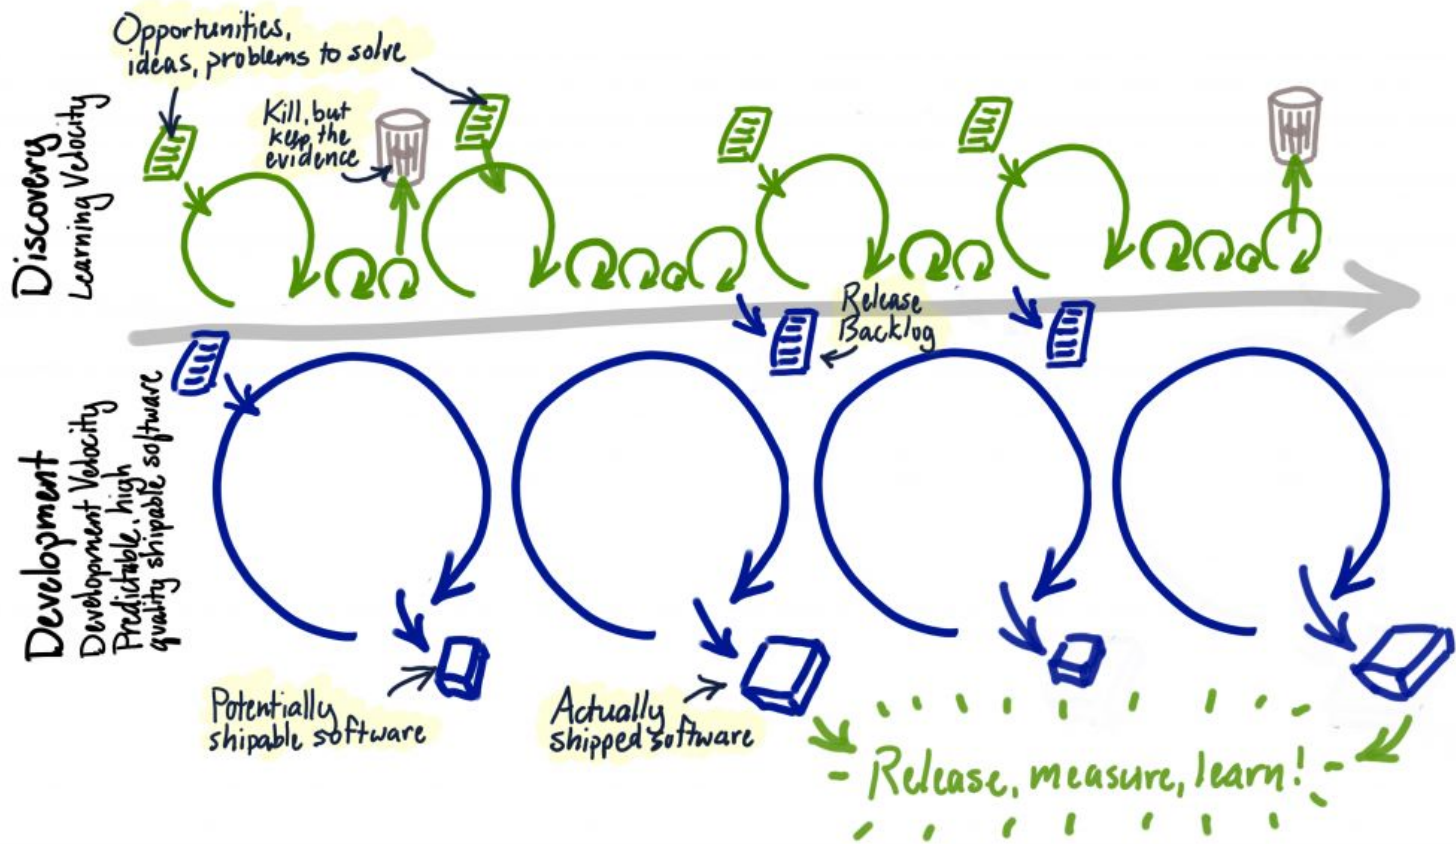 Opportunities,
ideas, problems to solve
Kill, but
keep the
evidence
Discovery
Learning Velocity
Release
Backlog
Development
Development Velocity
Predictable, high
quality shipable software
Potentially
shipable software
Actually
shipped software
Release, measure, learn!